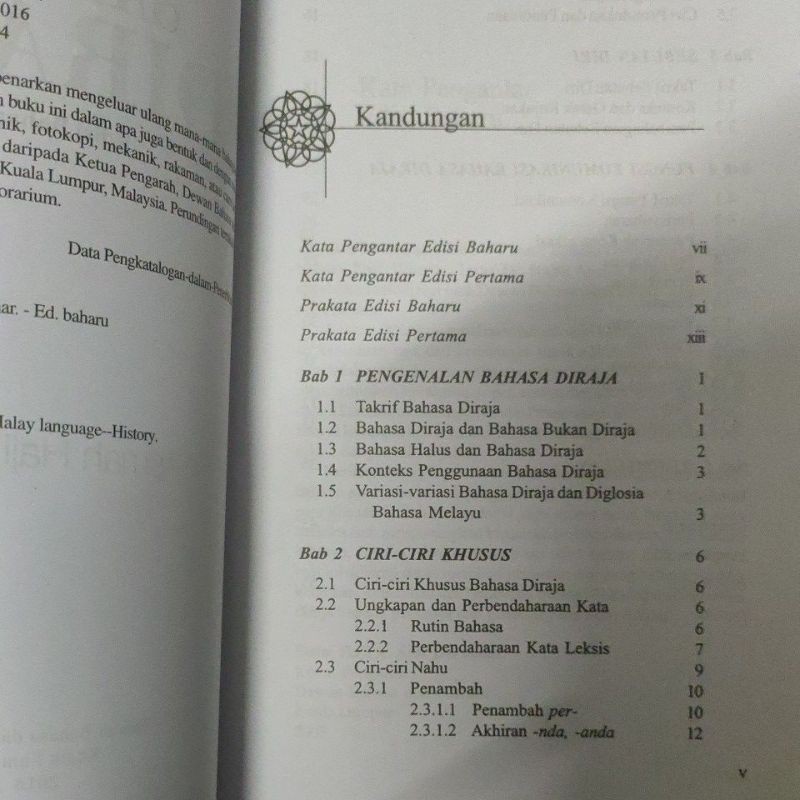 2016
4
benarkan mengeluar ulang mana-mana
buku ini dalam apa juga bentuk dan dengan
fotokopi, mekanik, rakaman, atau
daripada Ketua Pengarah, Dewan Bahasa
Kuala Lumpur, Malaysia. Perundingan
orarium.
Data Pengkatalogan-dalam-
ar. - Ed. baharu
Malay language--History.
Kandungan
Kata Pengantar Edisi Baharu vii
Kata Pengantar Edisi Pertama ix
Prakata Edisi Baharu xi
Prakata Edisi Pertama xiii
Bab 1 PENGENALAN BAHASA DIRAJA 1
1.1 Takrif Bahasa Diraja 1
1.2 Bahasa Diraja dan Bahasa Bukan Diraja 1
1.3 Bahasa Halus dan Bahasa Diraja 2
1.4 Konteks Penggunaan Bahasa Diraja 3
1.5 Variasi-variasi Bahasa Diraja dan Diglosia
Bahasa Melayu 3
Bab 2 CIRI-CIRI KHUSUS 6
2.1 Ciri-ciri Khusus Bahasa Diraja 6
2.2 Ungkapan dan Perbendaharaan Kata 6
2.2.1 Rutin Bahasa 6
2.2.2 Perbendaharaan Kata Leksis 7
2.3 Ciri-ciri Nahu 9
2.3.1 Penambah 10
2.3.1.1 Penambah per- 10
2.3.1.2 Akhiran -nda, -anda 12
v